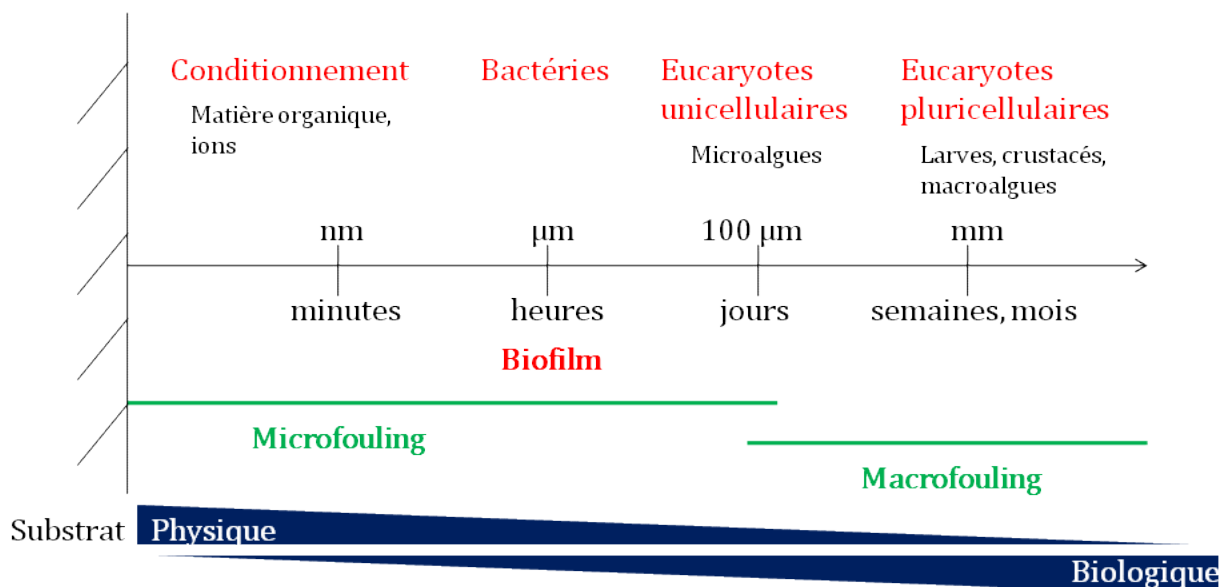 Conditionnement
Matière organique,
ions
Bactéries
Eucaryotes
unicellulaires
Microalgues
Eucaryotes
pluricellulaires
Larves, crustacés,
macroalgues
nm
µm
100 µm
mm
minutes
heures
jours
semaines, mois
Biofilm
Microfouling
Macrofouling
Substrat
Physique
Biologique